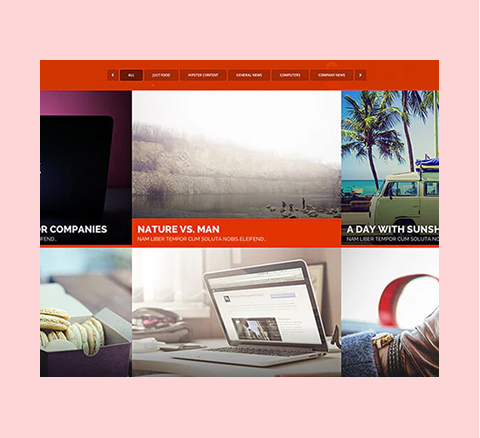 ALL JUST FOOD HIPSTER CONTENT GENERAL NEWS COMPUTERS COMPANY NEWS
OR COMPANIES NATURE VS. MAN A DAY WITH SUNSH
ELEIFEND.. NAM LIBER TEMPOR CUM SOLUTA NOBIS ELEIFEND.. NAM LIBER TEMPOR CUM SOLUTA NO